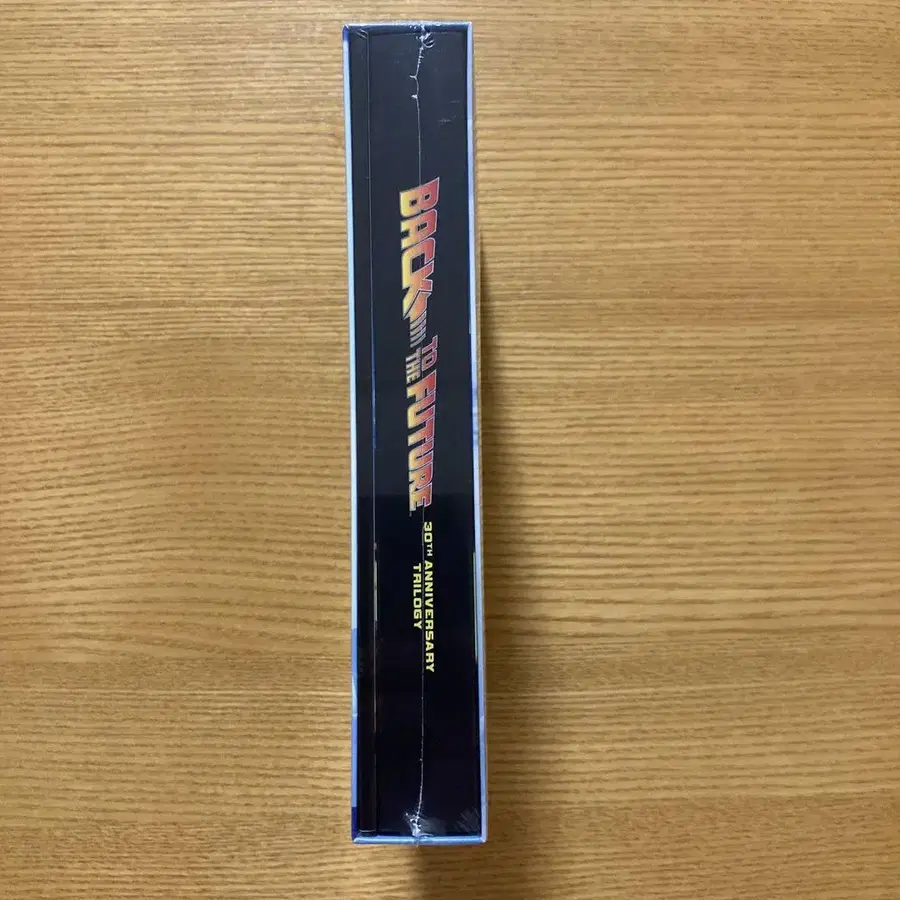 BACK
TO
THE FUTURE
30TH ANNIVERSARY
TRILOGY